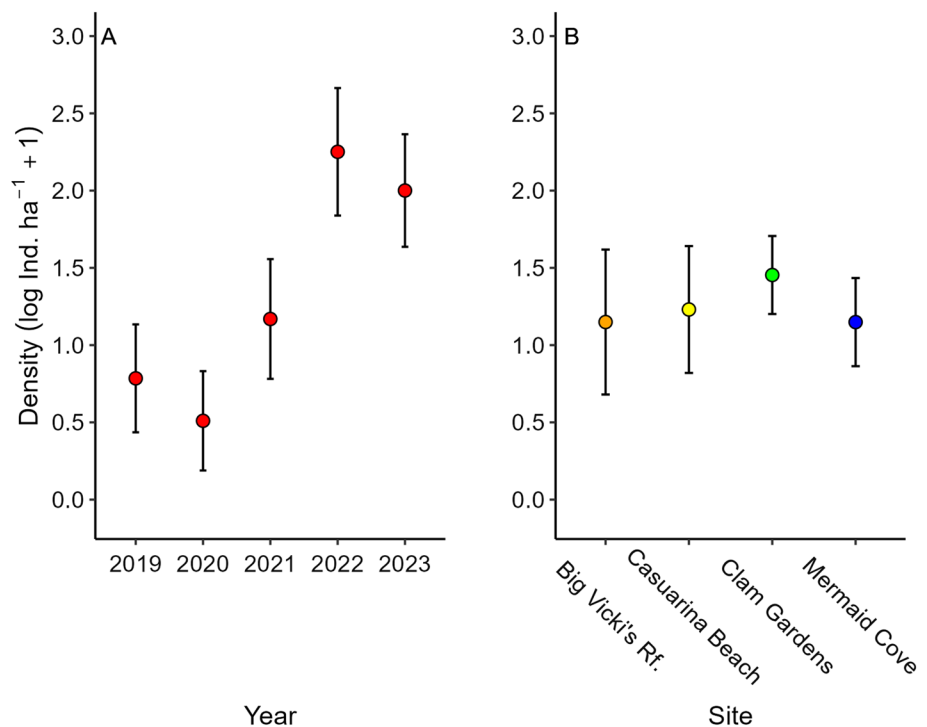 A
3.0
2.5
2.0
1.5
1.0
0.5
0.0
Density (log Ind. ha⁻¹ + 1)
2019 2020 2021 2022 2023
Year
B
3.0
2.5
2.0
1.5
1.0
0.5
0.0
Big Vicki's Rf.
Casuarina Beach
Clam Gardens
Mermaid Cove
Site